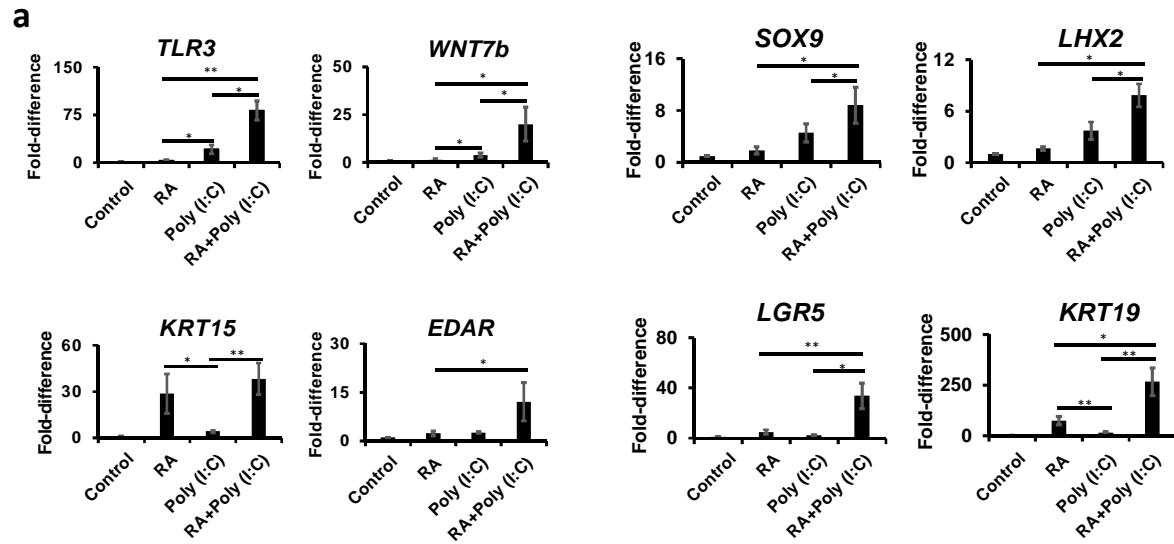 a
TLR3
Fold-difference
150
75
0
**
*
*
Control
RA
Poly (I:C)
RA+Poly (I:C)
WNT7b
Fold-difference
50
25
0
*
*
*
Control
RA
Poly (I:C)
RA+Poly (I:C)
SOX9
Fold-difference
16
8
0
*
*
Control
RA
Poly (I:C)
RA+Poly (I:C)
LHX2
Fold-difference
12
6
0
*
*
Control
RA
Poly (I:C)
RA+Poly (I:C)
KRT15
Fold-difference
60
30
0
*
**
Control
RA
Poly (I:C)
RA+Poly (I:C)
EDAR
Fold-difference
30
15
0
*
Control
RA
Poly (I:C)
RA+Poly (I:C)
LGR5
Fold-difference
80
40
0
**
*
Control
RA
Poly (I:C)
RA+Poly (I:C)
KRT19
Fold-difference
500
250
0
*
**
**
Control
RA
Poly (I:C)
RA+Poly (I:C)